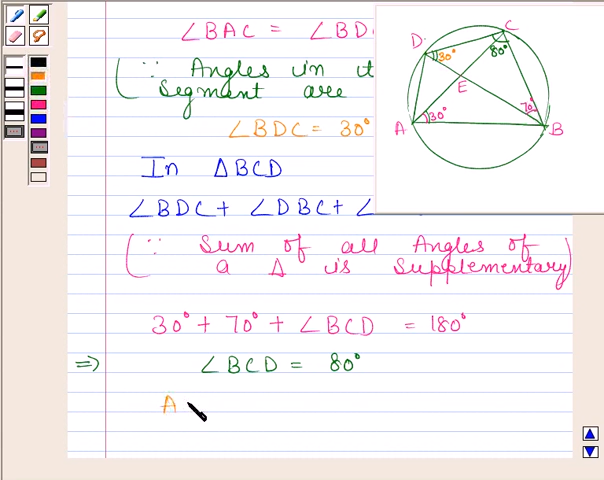 ∠BAC = ∠BD
(∵ Angles in
Segment are
∠BDC = 30°
In ΔBCD
∠BDC + ∠DBC + ∠
(∵ Sum of all Angles of
a Δ is Supplementary)
30° + 70° + ∠BCD = 180°
⇒ ∠BCD = 80°
A
D
C
30°
80°
E
A
30°
70°
B